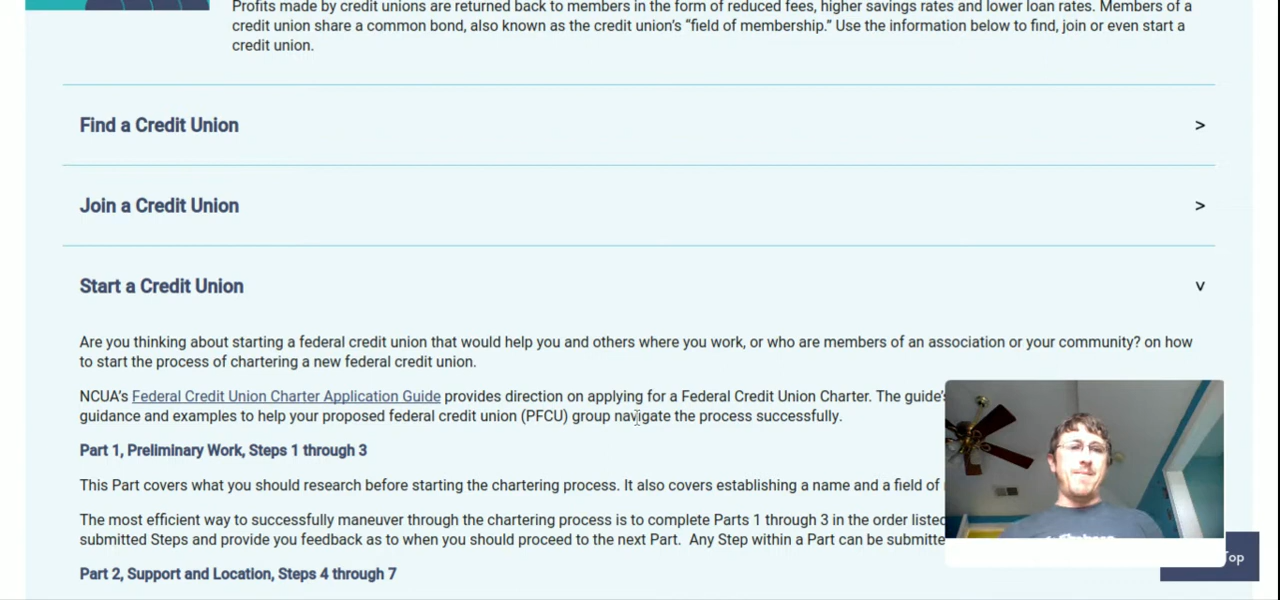 Profits made by credit unions are returned back to members in the form of reduced fees, higher savings rates and lower loan rates. Members of a
credit union share a common bond, also known as the credit union's “field of membership.” Use the information below to find, join or even start a
credit union.
Find a Credit Union >
Join a Credit Union >
Start a Credit Union v
Are you thinking about starting a federal credit union that would help you and others where you work, or who are members of an association or your community? on how
to start the process of chartering a new federal credit union.
NCUA's Federal Credit Union Charter Application Guide provides direction on applying for a Federal Credit Union Charter. The guide's
guidance and examples to help your proposed federal credit union (PFCU) group navigate the process successfully.
Part 1, Preliminary Work, Steps 1 through 3
This Part covers what you should research before starting the chartering process. It also covers establishing a name and a field of
The most efficient way to successfully maneuver through the chartering process is to complete Parts 1 through 3 in the order listed
submitted Steps and provide you feedback as to when you should proceed to the next Part. Any Step within a Part can be submitte
Top
Part 2, Support and Location, Steps 4 through 7